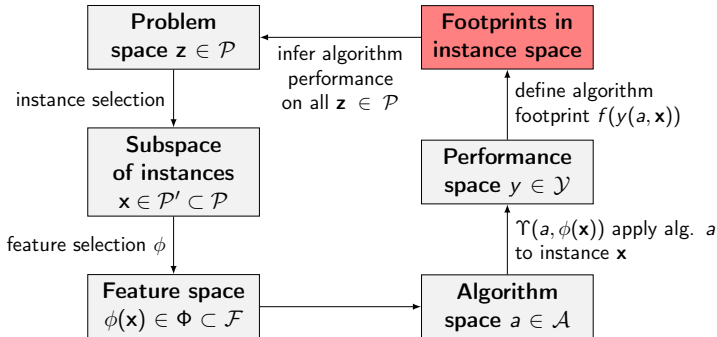 Problem
space z ∈ 𝒫
instance selection
Subspace
of instances
x ∈ 𝒫′ ⊂ 𝒫
feature selection ϕ
Feature space
ϕ(x) ∈ Φ ⊂ ℱ
Algorithm
space a ∈ 𝒜
ϒ(a, ϕ(x)) apply alg. a
to instance x
Performance
space y ∈ 𝒴
define algorithm
footprint f(y(a, x))
Footprints in
instance space
infer algorithm
performance
on all z ∈ 𝒫